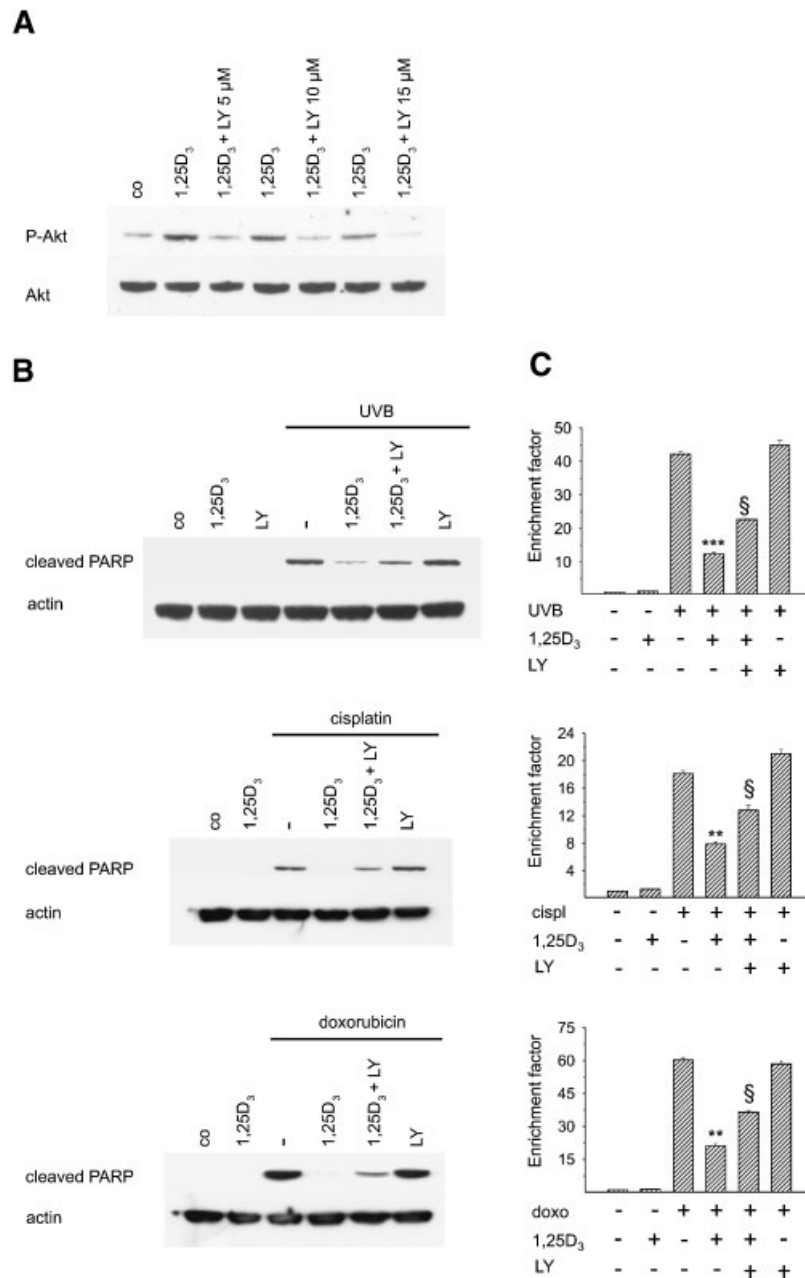 A
co
1,25D₃
1,25D₃ + LY 5 µM
1,25D₃
1,25D₃ + LY 10 µM
1,25D₃
1,25D₃ + LY 15 µM
P-Akt
Akt
B
UVB
co
1,25D₃
LY
-
1,25D₃
1,25D₃ + LY
LY
cleaved PARP
actin
cisplatin
co
1,25D₃
-
1,25D₃
1,25D₃ + LY
LY
cleaved PARP
actin
doxorubicin
co
1,25D₃
-
1,25D₃
1,25D₃ + LY
LY
cleaved PARP
actin
C
Enrichment factor
50
40
30
20
10
***
§
UVB - - + + + +
1,25D₃ - + - + + -
LY - - - - + +
Enrichment factor
24
20
16
12
8
4
**
§
cispl - - + + + +
1,25D₃ - + - + + -
LY - - - - + +
Enrichment factor
75
60
45
30
15
**
§
doxo - - + + + +
1,25D₃ - + - + + -
LY - - - - + +